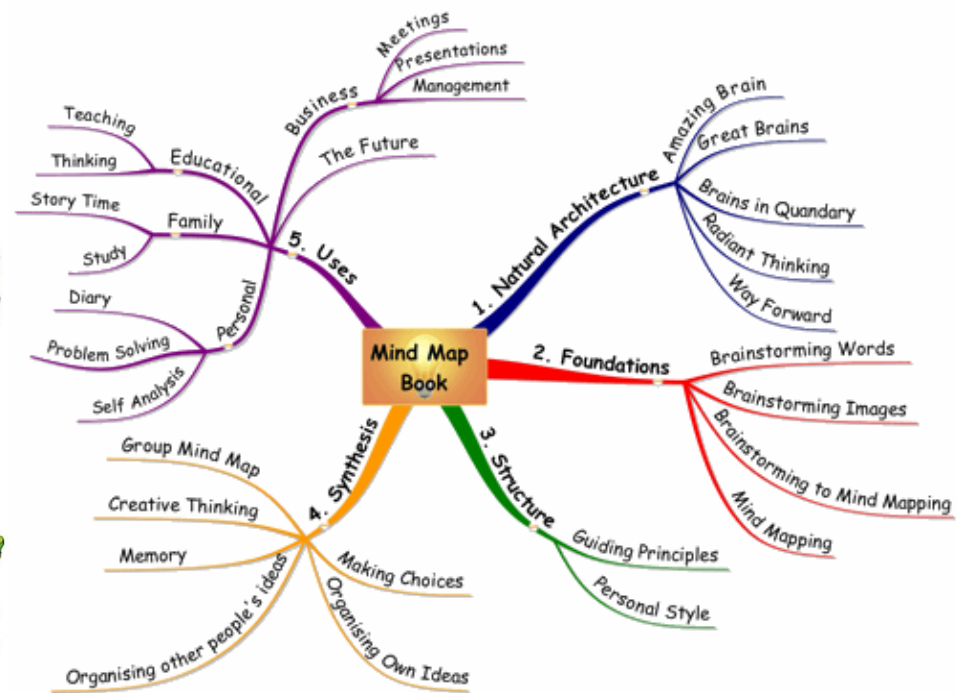 Mind Map
Book
1. Natural Architecture
Amazing Brain
Great Brains
Brains in Quandary
Radiant Thinking
Way Forward
2. Foundations
Brainstorming Words
Brainstorming Images
Brainstorming to Mind Mapping
Mind Mapping
3. Structure
Guiding Principles
Personal Style
4. Synthesis
Making Choices
Organising Own Ideas
Organising other people's ideas
Memory
Creative Thinking
Group Mind Map
5. Uses
Personal
Self Analysis
Problem Solving
Diary
Family
Study
Story Time
Educational
Thinking
Teaching
Business
Meetings
Presentations
Management
The Future